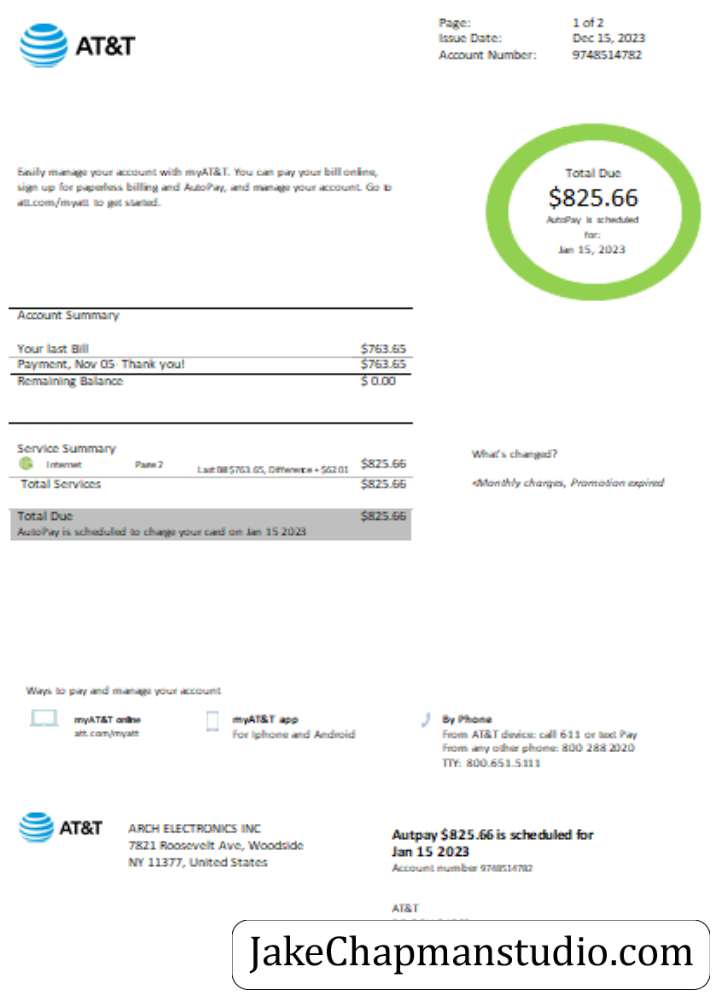 AT&T
Page: 1 of 2
Issue Date: Dec 15, 2023
Account Number: 9748514782
Easily manage your account with myAT&T. You can pay your bill online,
sign up for paperless billing and AutoPay, and manage your account. Go to
att.com/myatt to get started.
Total Due
$825.66
AutoPay is scheduled
for:
Jan 15, 2023
Account Summary
Your last Bill $763.65
Payment, Nov 05- Thank you! $763.65
Remaining Balance $ 0.00
Service Summary
Internet Page 2 Last Bill $763.65, Difference + $62.01 $825.66
Total Services $825.66
Total Due $825.66
AutoPay is scheduled to charge your card on Jan 15 2023
What's changed?
•Monthly charges, Promotion expired
Ways to pay and manage your account
myAT&T online
att.com/myatt
myAT&T app
For Iphone and Android
By Phone
From AT&T device: call 611 or text Pay
From any other phone: 800 288 2020
TTY: 800.651.5111
AT&T
ARCH ELECTRONICS INC
7821 Roosevelt Ave, Woodside
NY 11377, United States
Autpay $825.66 is scheduled for
Jan 15 2023
Account number 9748514782
AT&T
JakeChapmanstudio.com